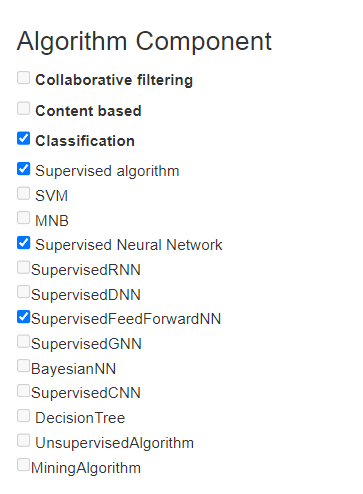 Algorithm Component
Collaborative filtering
Content based
Classification
Supervised algorithm
SVM
MNB
Supervised Neural Network
SupervisedRNN
SupervisedDNN
SupervisedFeedForwardNN
SupervisedGNN
BayesianNN
SupervisedCNN
DecisionTree
UnsupervisedAlgorithm
MiningAlgorithm